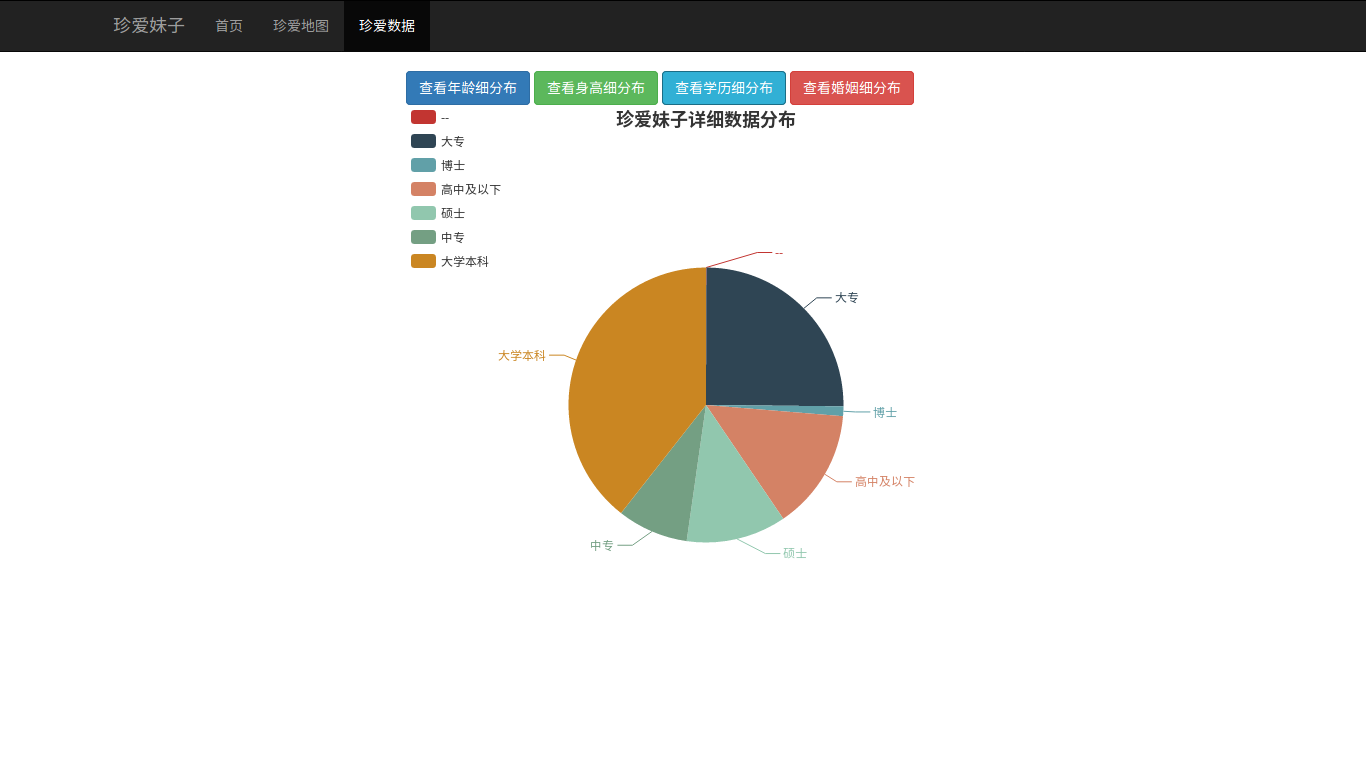 珍爱妹子 首页 珍爱地图 珍爱数据
查看年龄细分布 查看身高细分布 查看学历细分布 查看婚姻细分布
珍爱妹子详细数据分布
--
大专
博士
高中及以下
硕士
中专
大学本科
--
大专
大学本科
博士
高中及以下
中专
硕士